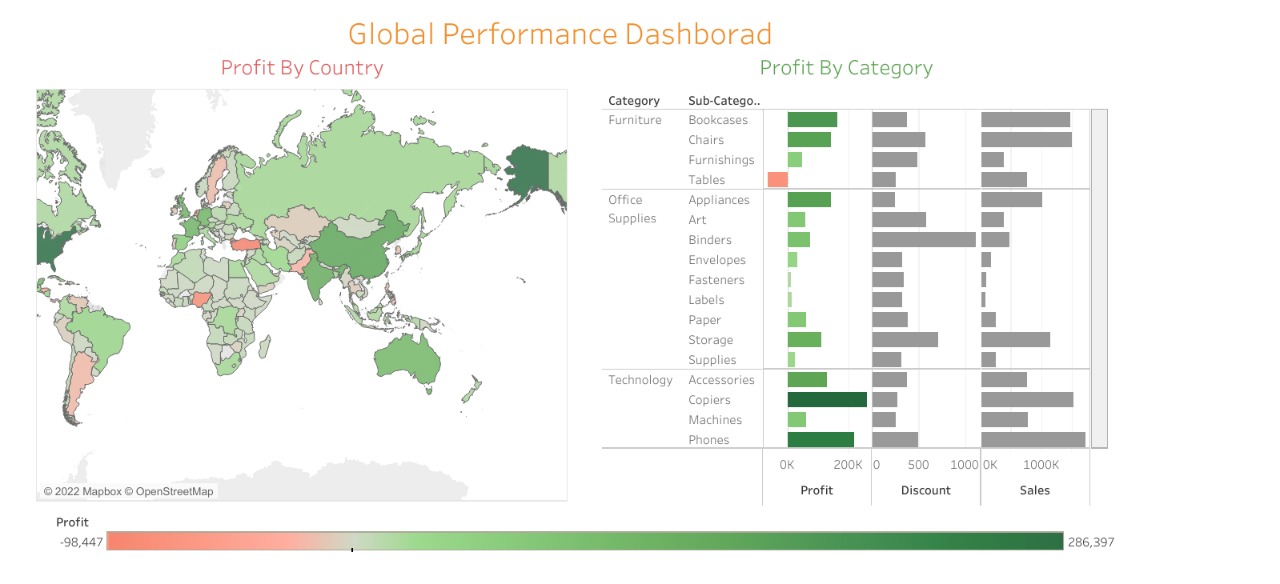 Global Performance Dashborad
Profit By Country
Profit By Category
Category Sub-Catego..
Furniture Bookcases
Chairs
Furnishings
Tables
Office Supplies Appliances
Art
Binders
Envelopes
Fasteners
Labels
Paper
Storage
Supplies
Technology Accessories
Copiers
Machines
Phones
0K 200K 0 500 1000 0K 1000K
Profit Discount Sales
© 2022 Mapbox © OpenStreetMap
Profit
-98,447 286,397